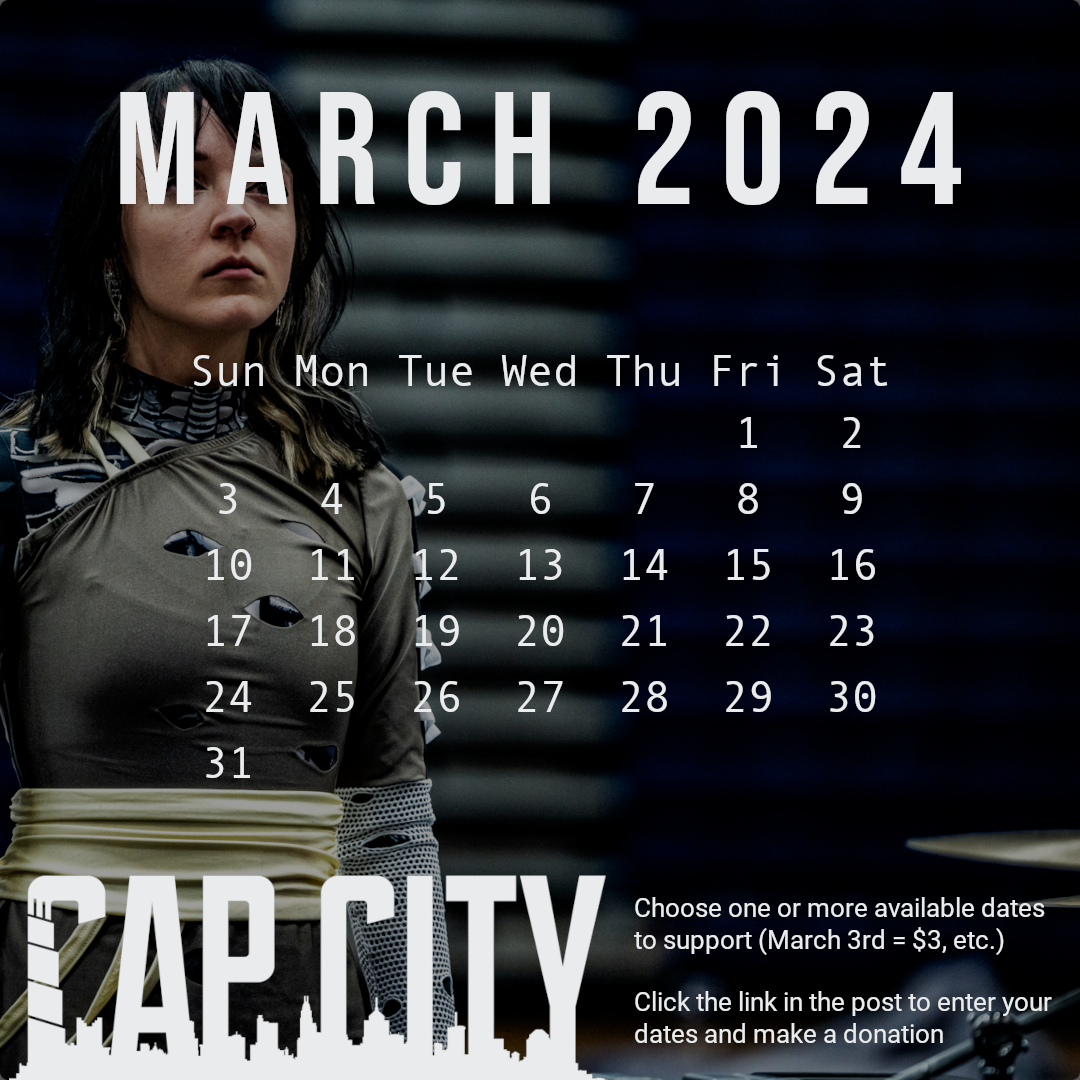 MARCH 2024
Sun Mon Tue Wed Thu Fri Sat
1 2
3 4 5 6 7 8 9
10 11 12 13 14 15 16
17 18 19 20 21 22 23
24 25 26 27 28 29 30
31
CAP CITY
Choose one or more available dates
to support (March 3rd = $3, etc.)
Click the link in the post to enter your
dates and make a donation